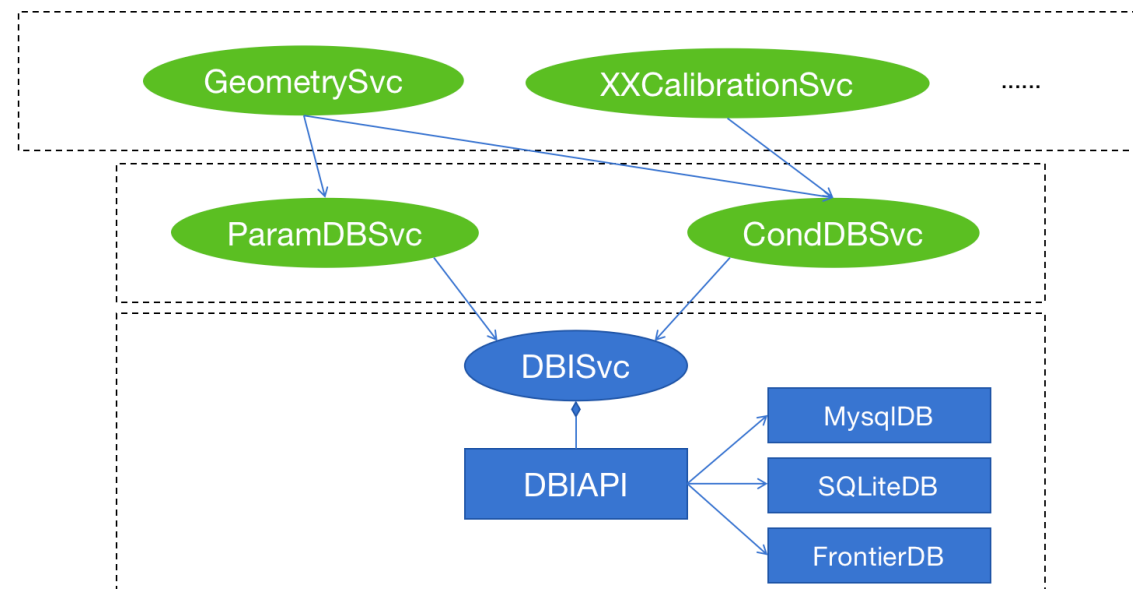 GeometrySvc
XXCalibrationSvc
......
ParamDBSvc
CondDBSvc
DBISvc
MysqlDB
DBIAPI
SQLiteDB
FrontierDB